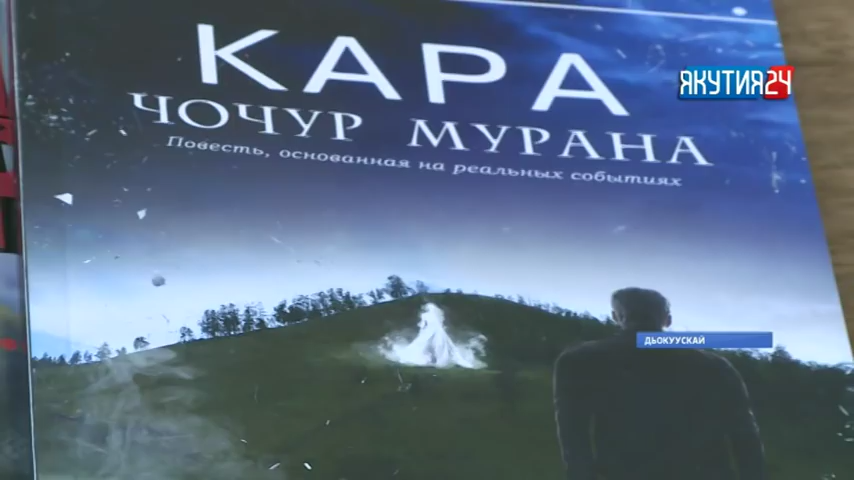 КАРА
ЧОЧУР МУРАНА
Повесть, основанная на реальных событиях
ЯКУТИЯ24
ДЬОКУУСКАЙ